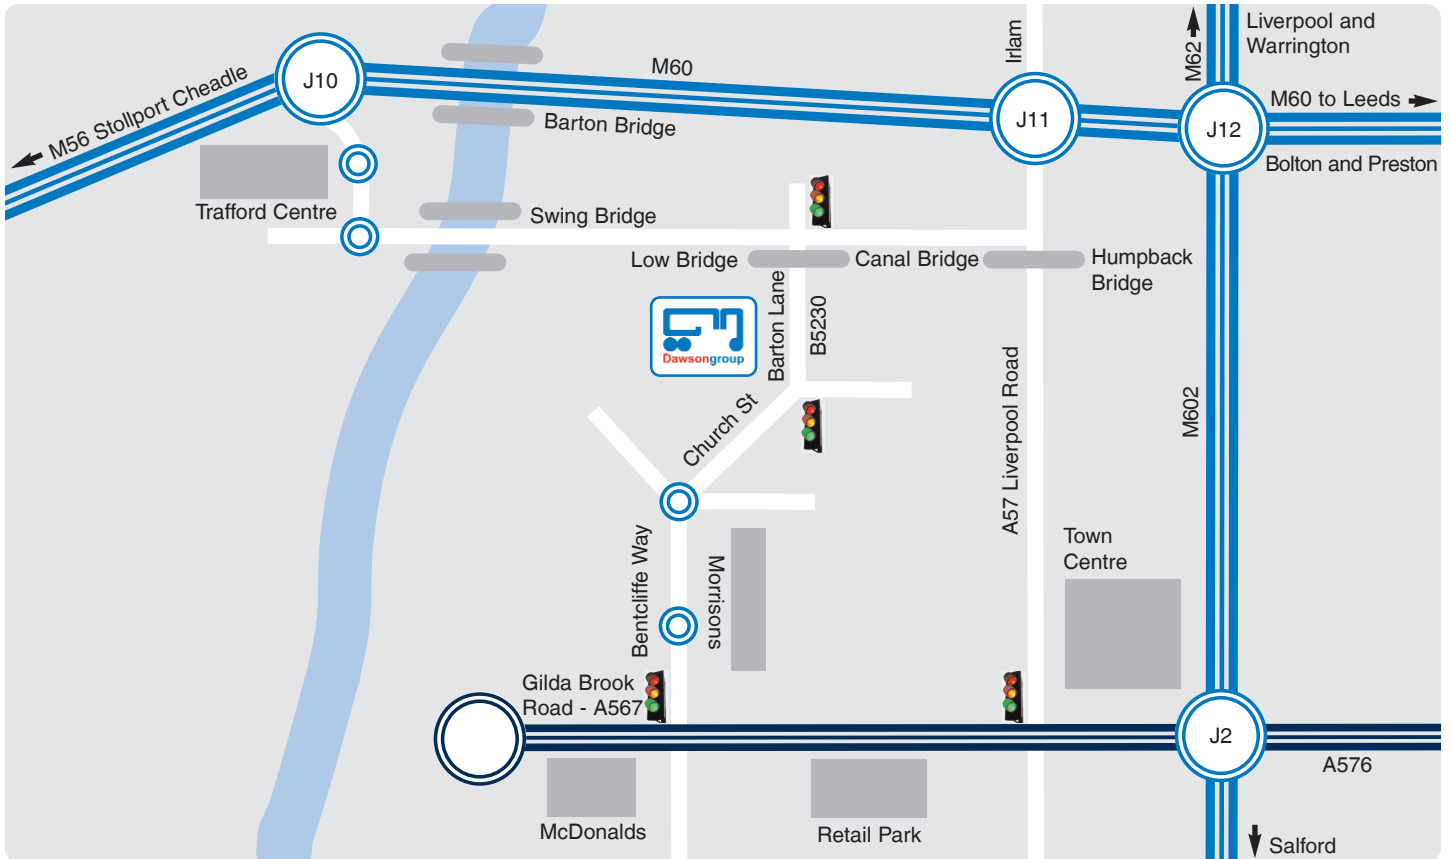 Liverpool and
Warrington
M62
Irlam
M60
J10
M56 Stollport Cheadle
M60 to Leeds
J11
J12
Barton Bridge
Bolton and Preston
Trafford Centre
Swing Bridge
Low Bridge
Canal Bridge
Humpback
Bridge
Dawsongroup
Barton Lane
B5230
A57 Liverpool Road
M602
Church St
Bentcliffe Way
Morrisons
Town
Centre
Gilda Brook
Road - A567
J2
A576
McDonalds
Retail Park
Salford